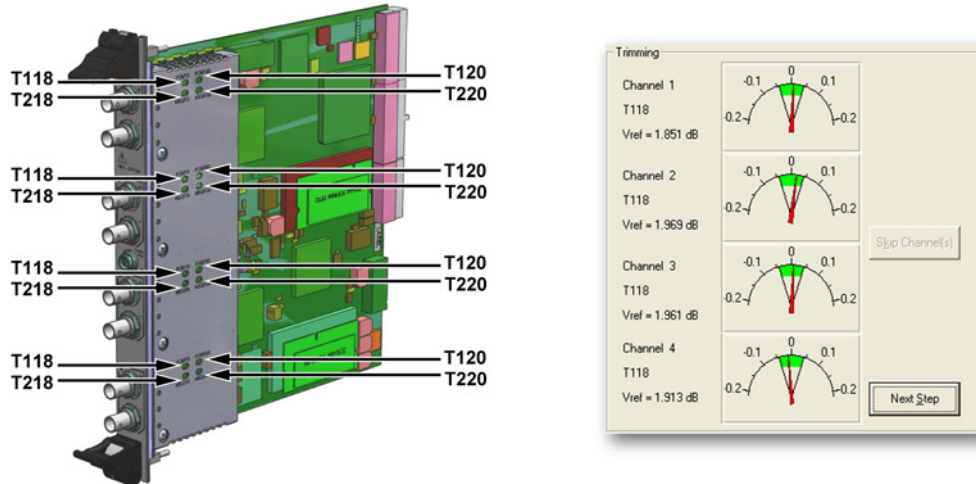 T118
T218
T120
T220
T118
T218
T120
T220
T118
T218
T120
T220
T118
T218
T120
T220
Trimming
Channel 1
T118
Vref = 1.851 dB
-0.2
-0.1
0
0.1
0.2
Channel 2
T118
Vref = 1.969 dB
-0.2
-0.1
0
0.1
0.2
Channel 3
T118
Vref = 1.961 dB
-0.2
-0.1
0
0.1
0.2
Channel 4
T118
Vref = 1.913 dB
-0.2
-0.1
0
0.1
0.2
Skip Channel(s)
Next Step